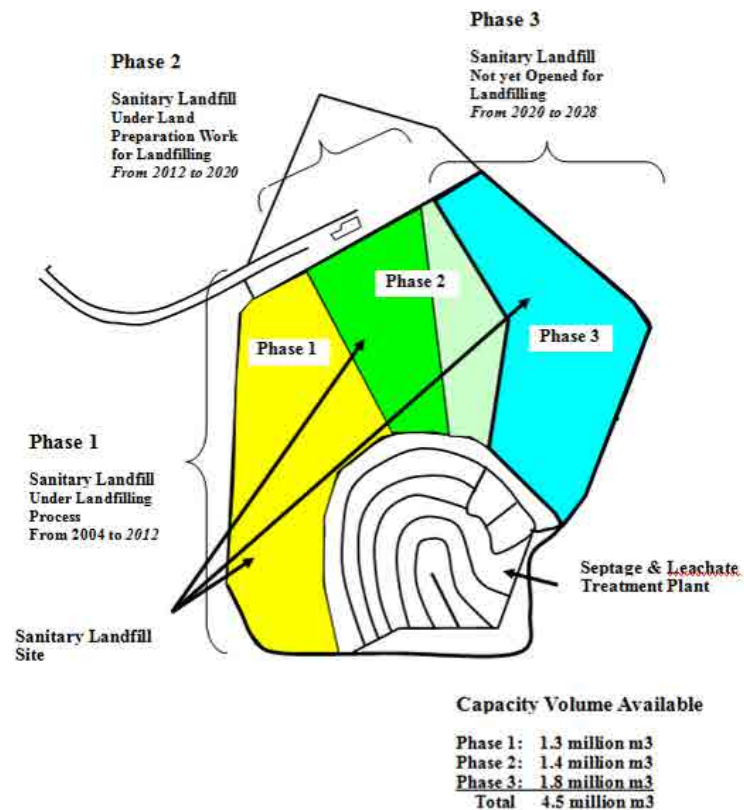 Phase 3
Sanitary Landfill
Not yet Opened for
Landfilling
From 2020 to 2028
Phase 2
Sanitary Landfill
Under Land
Preparation Work
for Landfilling
From 2012 to 2020
Phase 2
Phase 1
Phase 3
Phase 1
Sanitary Landfill
Under Landfilling
Process
From 2004 to 2012
Septage & Leachate
Treatment Plant
Sanitary Landfill
Site
Capacity Volume Available
Phase 1: 1.3 million m3
Phase 2: 1.4 million m3
Phase 3: 1.8 million m3
Total 4.5 million m3